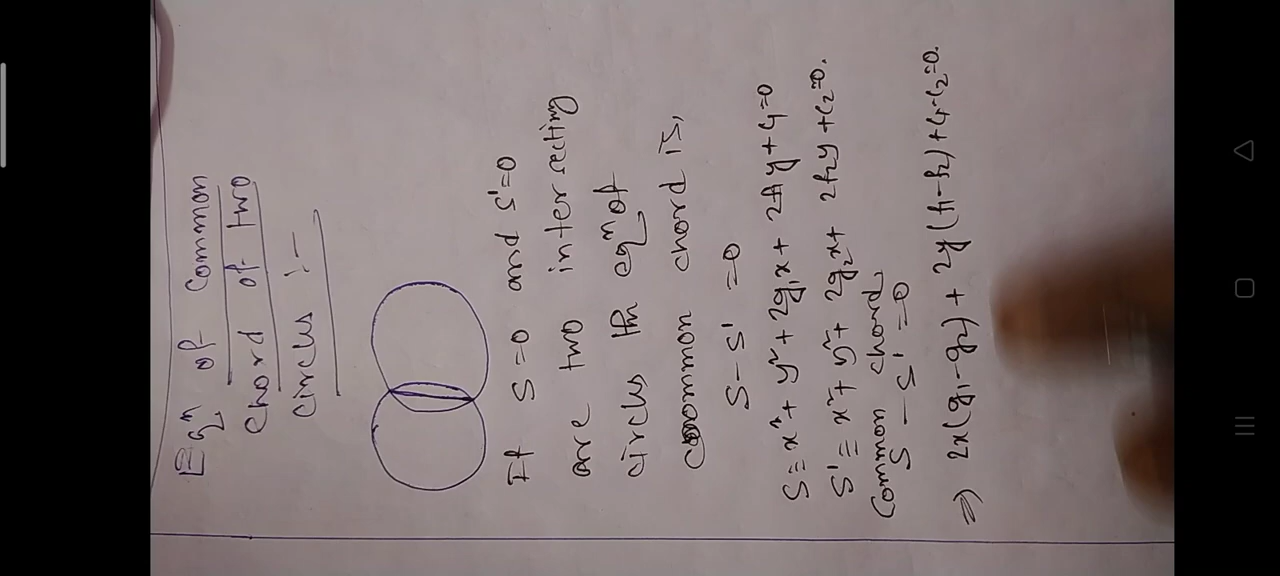 Eqⁿ of common
chord of two
circles :-
If S=0 and S'=0
are two intersecting
circles thn eqⁿ of
common chord is,
S-S' =0
S≡x²+y²+2g₁x+2f₁y+c₁=0
S'≡x²+y²+2g₂x+2f₂y+c₂=0.
Common chord
S-S'=0
⇒ 2x(g₁-g₂)+2y(f₁-f₂)+c₁-c₂=0.